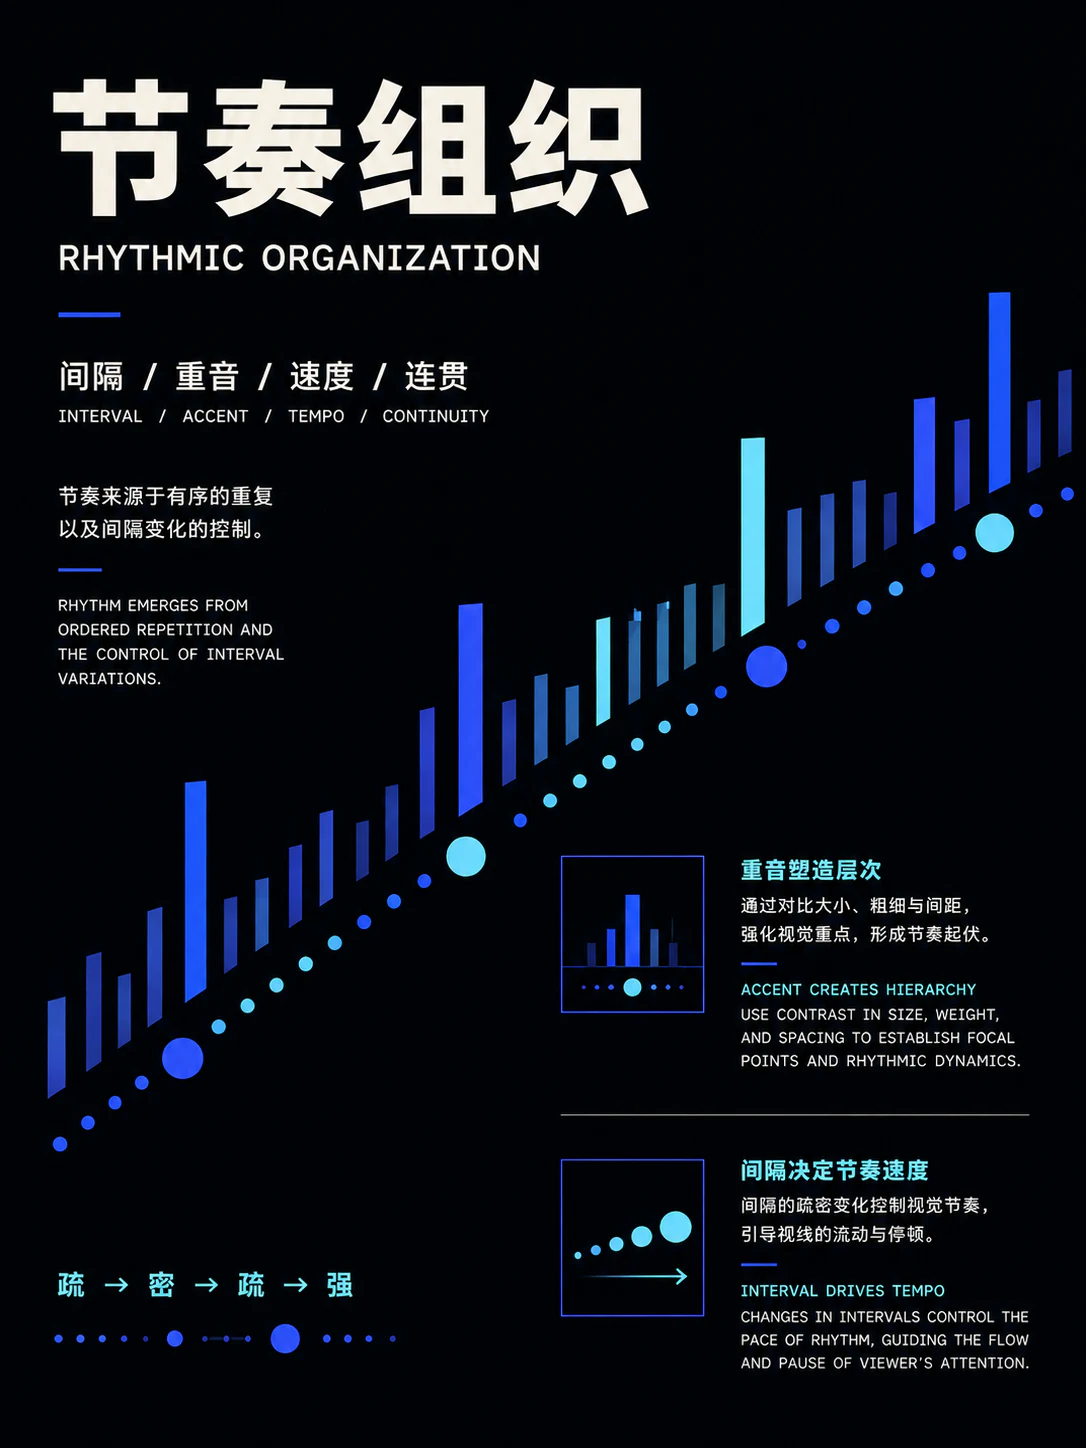 节奏组织
RHYTHMIC ORGANIZATION
间隔 / 重音 / 速度 / 连贯
INTERVAL / ACCENT / TEMPO / CONTINUITY
节奏来源于有序的重复
以及间隔变化的控制。
RHYTHM EMERGES FROM
ORDERED REPETITION AND
THE CONTROL OF INTERVAL
VARIATIONS.
重音塑造层次
通过对比大小、粗细与间距，
强化视觉重点，形成节奏起伏。
ACCENT CREATES HIERARCHY
USE CONTRAST IN SIZE, WEIGHT,
AND SPACING TO ESTABLISH FOCAL
POINTS AND RHYTHMIC DYNAMICS.
间隔决定节奏速度
间隔的疏密变化控制视觉节奏，
引导视线的流动与停顿。
INTERVAL DRIVES TEMPO
CHANGES IN INTERVALS CONTROL THE
PACE OF RHYTHM, GUIDING THE FLOW
AND PAUSE OF VIEWER'S ATTENTION.
疏 → 密 → 疏 → 强